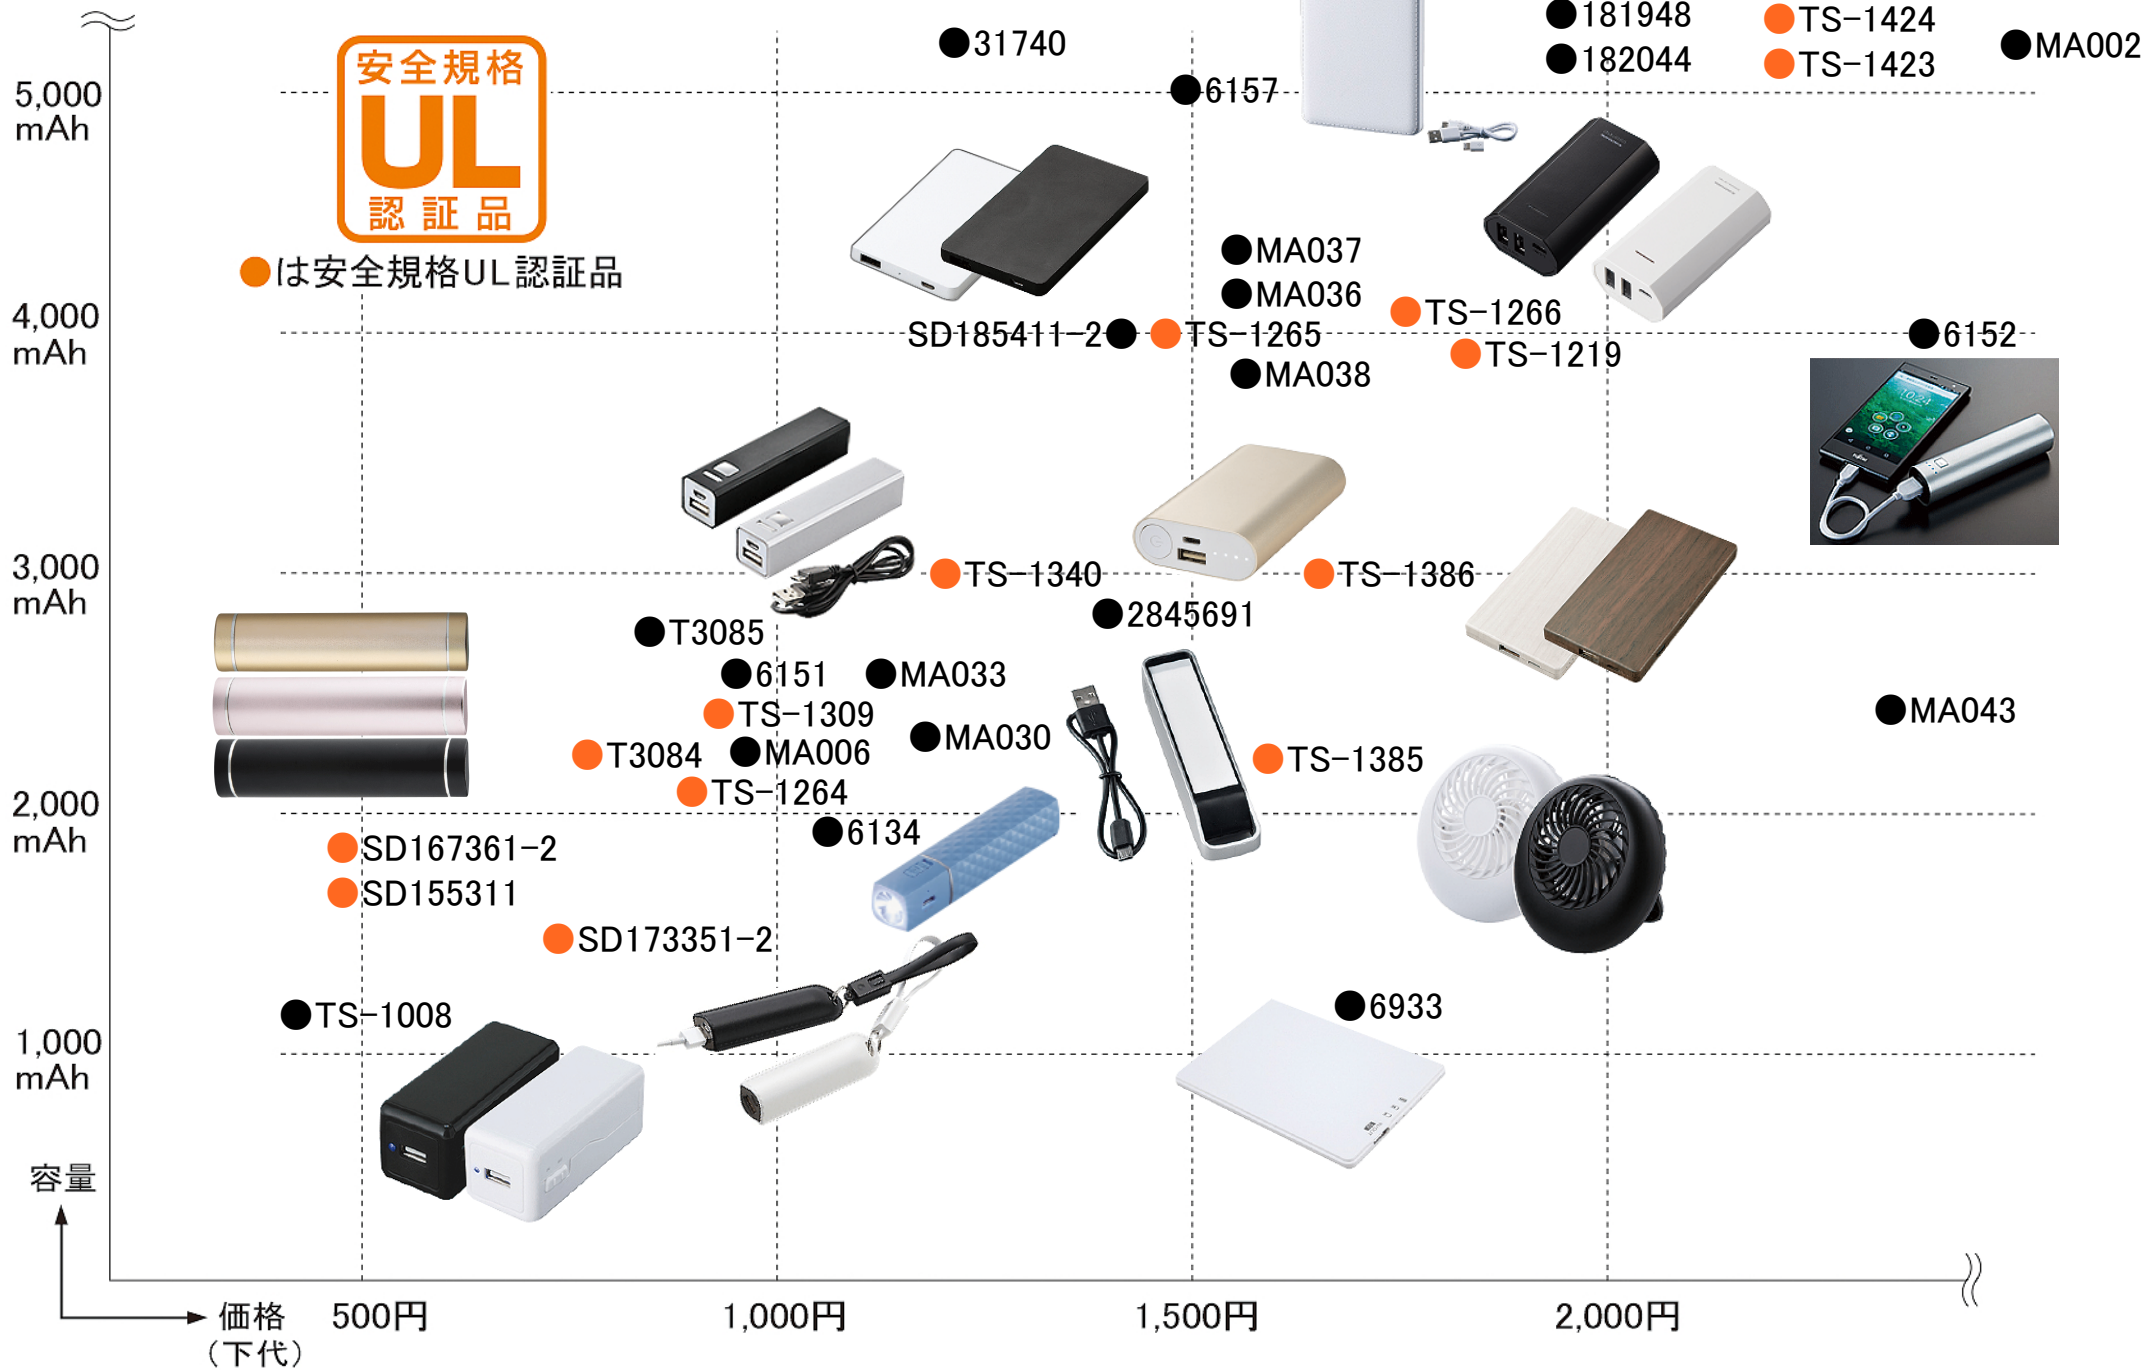 181948
TS-1424
31740
MA002
182044
TS-1423
安全規格
UL
認証品
5,000
mAh
6157
●は安全規格UL認証品
MA037
MA036
TS-1266
4,000
mAh
SD185411-2
TS-1265
6152
TS-1219
MA038
3,000
mAh
TS-1340
TS-1386
2845691
T3085
6151
MA033
TS-1309
MA043
MA030
T3084
MA006
TS-1385
TS-1264
2,000
mAh
6134
SD167361-2
SD155311
SD173351-2
6933
TS-1008
1,000
mAh
容量
価格
(下代)
500円
1,000円
1,500円
2,000円